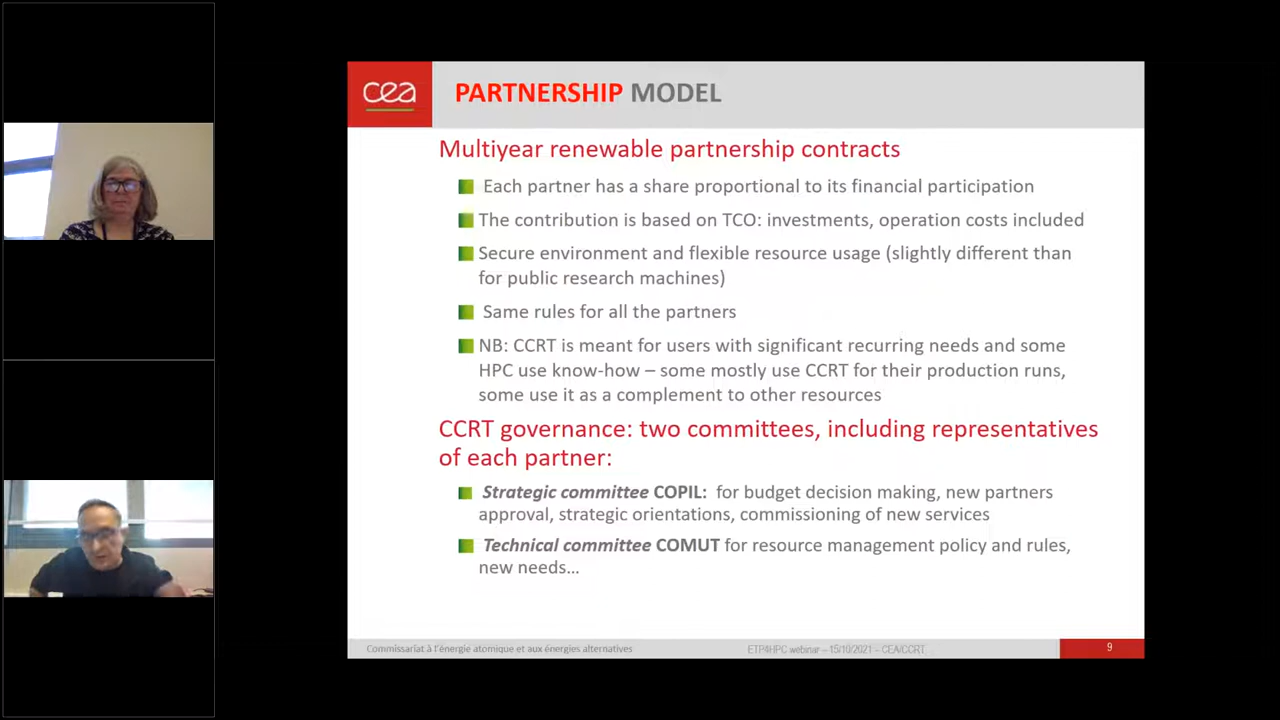 cea
PARTNERSHIP MODEL
Multiyear renewable partnership contracts
Each partner has a share proportional to its financial participation
The contribution is based on TCO: investments, operation costs included
Secure environment and flexible resource usage (slightly different than
for public research machines)
Same rules for all the partners
NB: CCRT is meant for users with significant recurring needs and some
HPC use know-how – some mostly use CCRT for their production runs,
some use it as a complement to other resources
CCRT governance: two committees, including representatives
of each partner:
Strategic committee COPIL: for budget decision making, new partners
approval, strategic orientations, commissioning of new services
Technical committee COMUT for resource management policy and rules,
new needs…
Commissariat à l'énergie atomique et aux énergies alternatives
ETP4HPC webinar – 15/10/2021 – CEA/CCRT
9